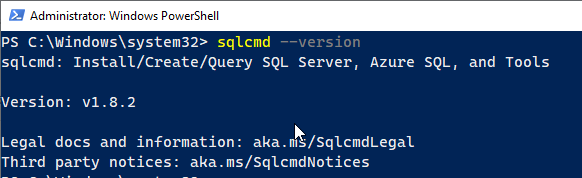 Administrator: Windows PowerShell
PS C:\Windows\system32> sqlcmd --version
sqlcmd: Install/Create/Query SQL Server, Azure SQL, and Tools
Version: v1.8.2
Legal docs and information: aka.ms/SqlcmdLegal
Third party notices: aka.ms/SqlcmdNotices